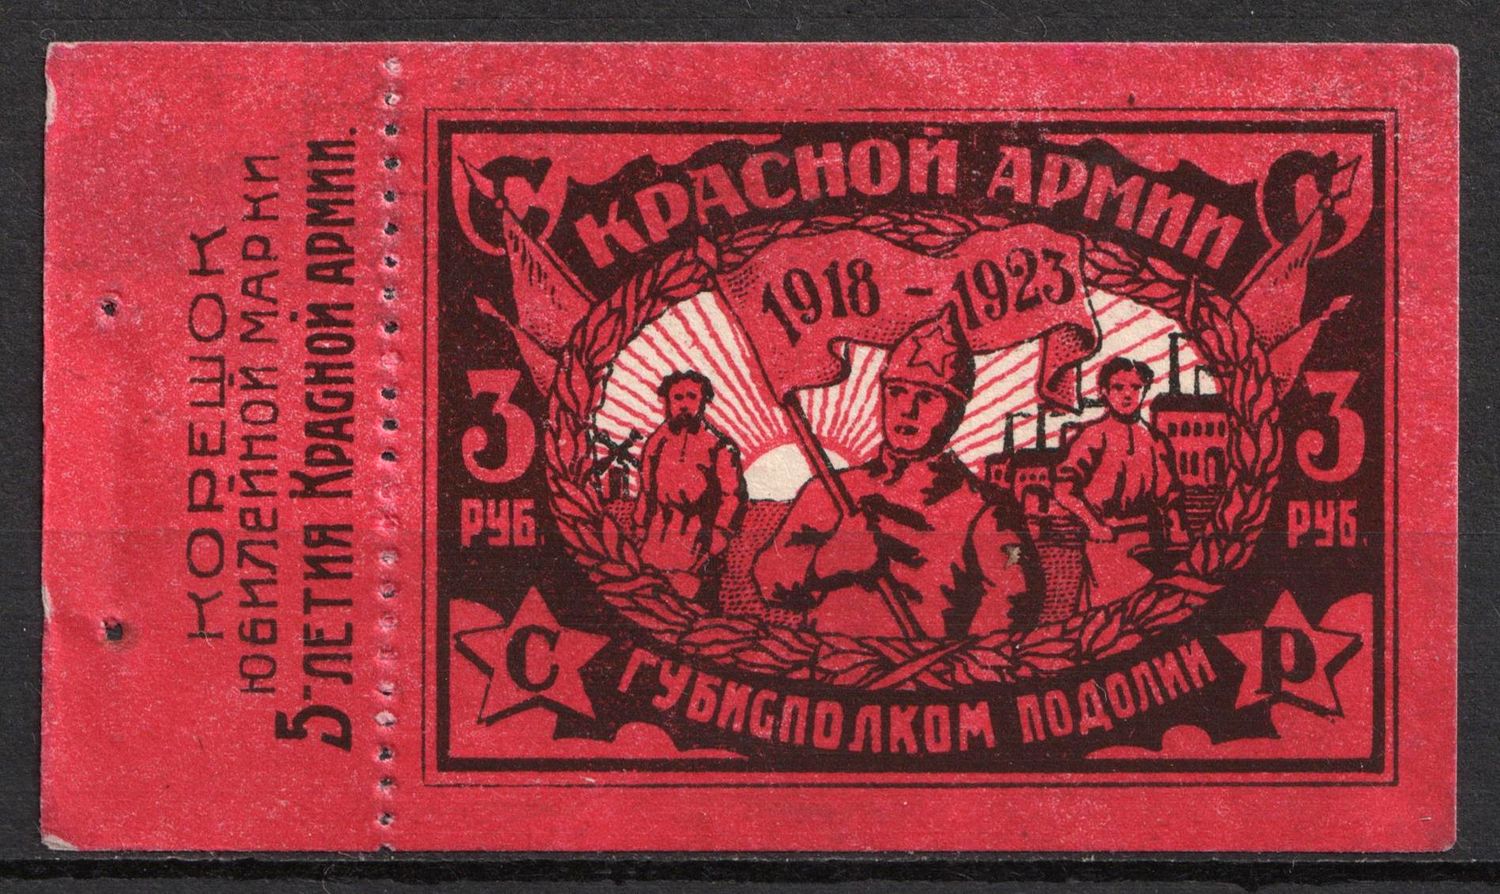 КОРЕШОК
ЮБИЛЕЙНОЙ МАРКИ
5-ЛЕТИЯ КРАСНОЙ АРМИИ.
КРАСНОЙ АРМИИ
1918 - 1923
3 РУБ.
3 РУБ.
С Р
ГУБИСПОЛКОМ ПОДОЛИИ